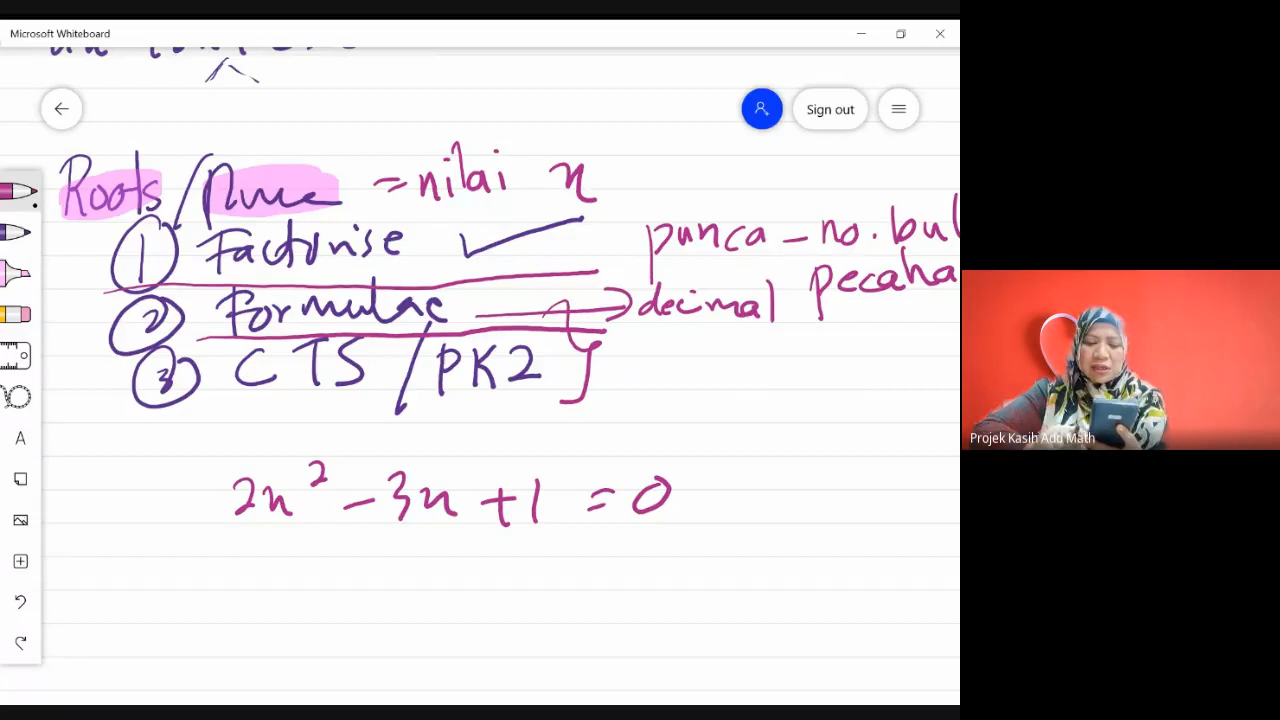 Microsoft Whiteboard
Sign out
Roots / Punca = nilai x
1 Factorise ✓
punca - no. bul
pecaha
2 Formulae → decimal
3 CTS / PK2
2x² - 3x + 1 = 0
A
Projek Kasih Add Math